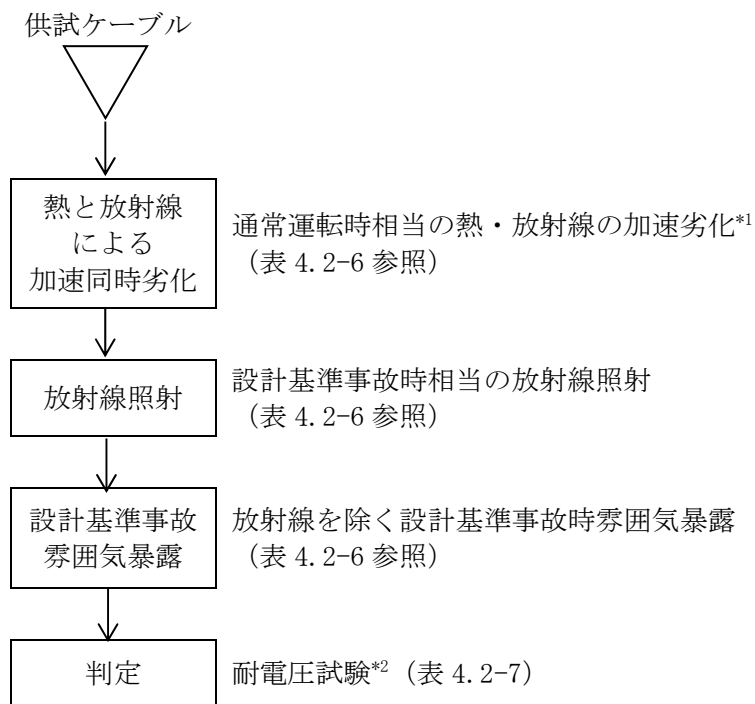 供試ケーブル
熱と放射線
による
加速同時劣化
通常運転時相当の熱・放射線の加速劣化*1
（表 4.2-6 参照）
放射線照射
設計基準事故時相当の放射線照射
（表 4.2-6 参照）
設計基準事故
雰囲気暴露
放射線を除く設計基準事故時雰囲気暴露
（表 4.2-6 参照）
判定
耐電圧試験*2（表 4.2-7）